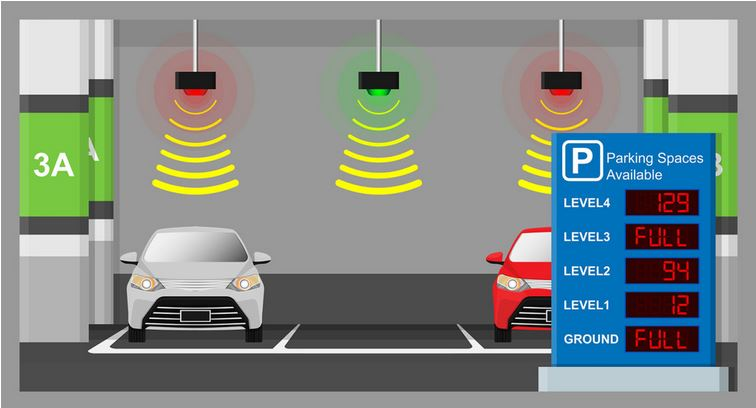 3A
A
P Parking Spaces
Available
LEVEL4 129
LEVEL3 FULL
LEVEL2 94
LEVEL1 12
GROUND FULL